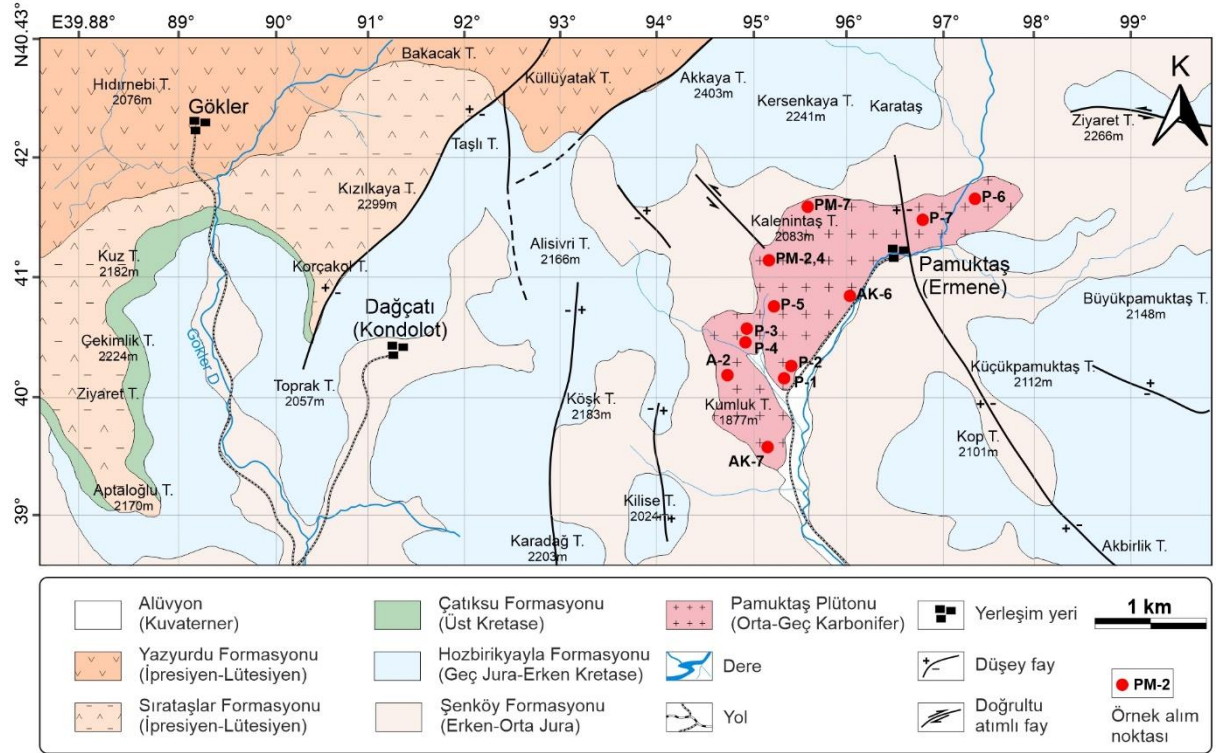 E39.88° 89° 90° 91° 92° 93° 94° 95° 96° 97° 98° 99°
N40.43°
42°
41°
40°
39°
K
Bakacak T.
Hıdırnebi T.
2076m
Gökler
Küllüyatak T.
Akkaya T.
2403m
Kersenkaya T.
2241m
Karataş
Ziyaret T.
2266m
Taşlı T.
Kızılkaya T.
2299m
Kuz T.
2182m
Korçakol T.
Alisivri T.
2166m
PM-7
Kalenintaş T.
2083m
P-7
P-6
PM-2,4
Pamuktaş
(Ermene)
Dağçatı
(Kondolot)
P-5
AK-6
Büyükpamuktaş T.
2148m
Çekimlik T.
2224m
Gökler D
P-3
P-4
A-2
P-2
P-1
Küçükpamuktaş T.
2112m
Ziyaret T.
Toprak T.
2057m
Köşk T.
2183m
Kumluk T.
1877m
Kop T.
2101m
AK-7
Aptaloğlu T.
2170m
Kilise T.
2024m
Karadağ T.
2203m
Akbirlik T.
Alüvyon
(Kuvaterner)
Yazyurdu Formasyonu
(İpresiyen-Lütesiyen)
Sırataşlar Formasyonu
(İpresiyen-Lütesiyen)
Çatıksu Formasyonu
(Üst Kretase)
Hozbirikyayla Formasyonu
(Geç Jura-Erken Kretase)
Şenköy Formasyonu
(Erken-Orta Jura)
Pamuktaş Plütonu
(Orta-Geç Karbonifer)
Dere
Yol
Yerleşim yeri
Düşey fay
Doğrultu
atımlı fay
1 km
PM-2
Örnek alım
noktası